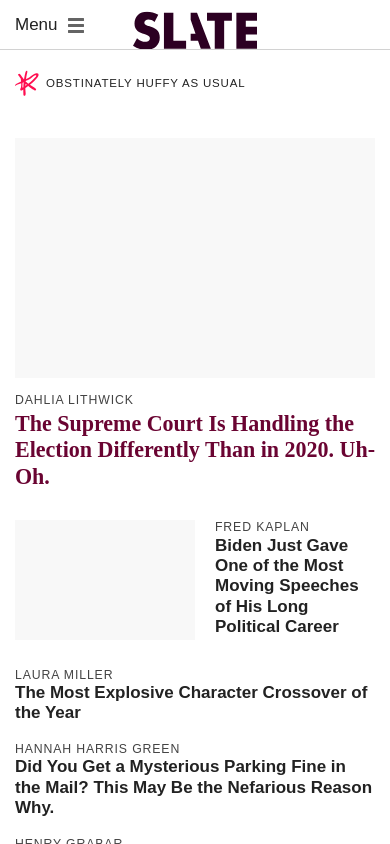 Menu
SLATE
OBSTINATELY HUFFY AS USUAL
DAHLIA LITHWICK
The Supreme Court Is Handling the
Election Differently Than in 2020. Uh-
Oh.
FRED KAPLAN
Biden Just Gave
One of the Most
Moving Speeches
of His Long
Political Career
LAURA MILLER
The Most Explosive Character Crossover of
the Year
HANNAH HARRIS GREEN
Did You Get a Mysterious Parking Fine in
the Mail? This May Be the Nefarious Reason
Why.
HENRY GRABAR